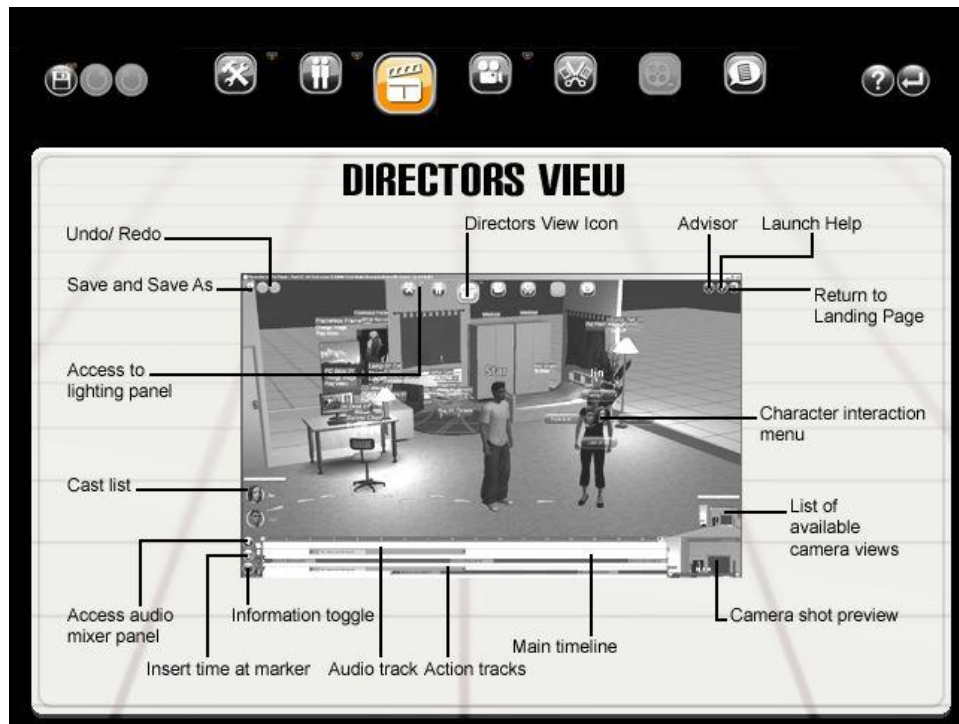 DIRECTORS VIEW
Undo/ Redo
Directors View Icon
Advisor
Launch Help
Save and Save As
Return to
Landing Page
Access to
lighting panel
Star
Jin
Character interaction
menu
Cast list
List of
available
camera views
Access audio
mixer panel
Information toggle
Camera shot preview
Main timeline
Insert time at marker
Audio track
Action tracks